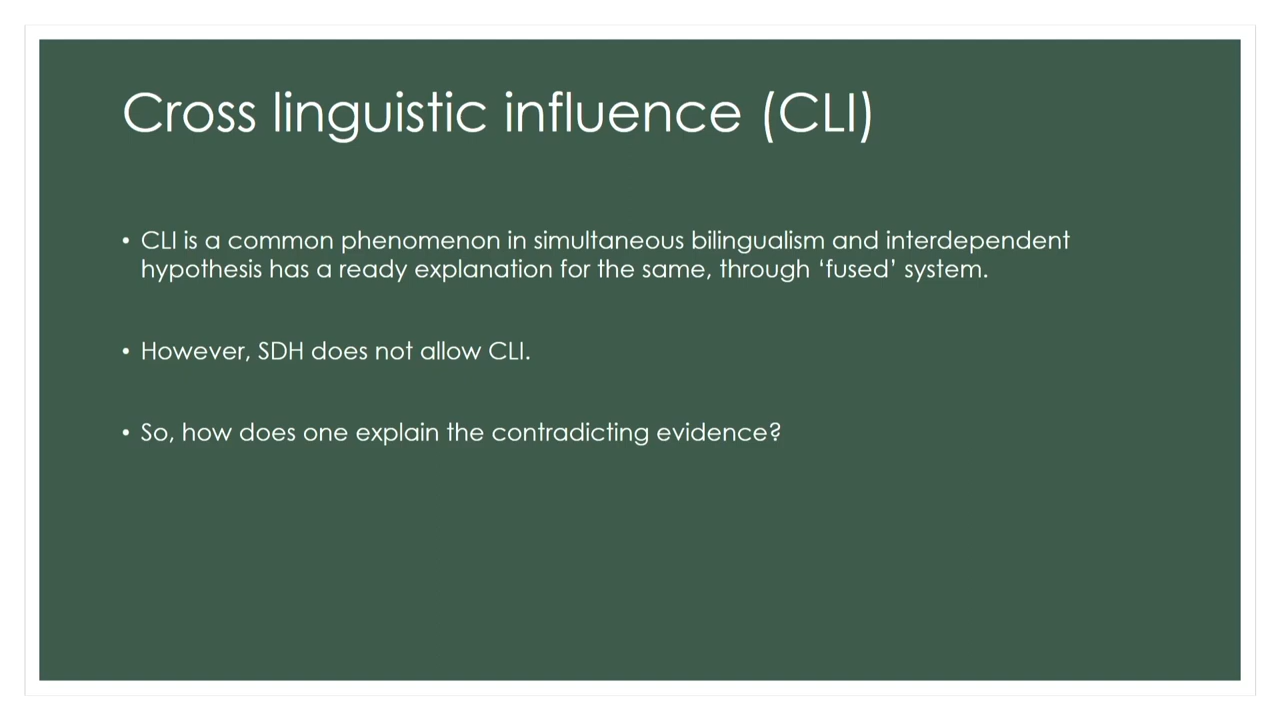 Cross linguistic influence (CLI)
• CLI is a common phenomenon in simultaneous bilingualism and interdependent
hypothesis has a ready explanation for the same, through ‘fused’ system.
• However, SDH does not allow CLI.
• So, how does one explain the contradicting evidence?